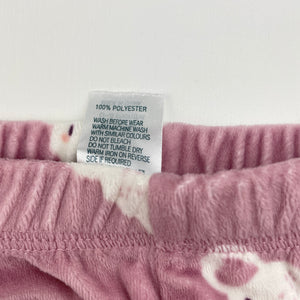 100% POLYESTER
WASH BEFORE WEAR
WARM MACHINE WASH
WITH SIMILAR COLOURS
DO NOT BLEACH
DO NOT TUMBLE DRY
WARM IRON ON REVERSE
SIDE IF REQUIRED